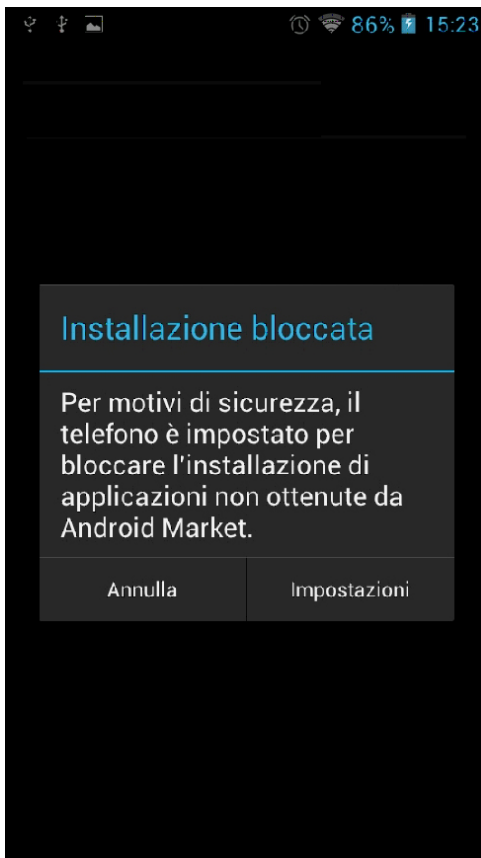 86% 15:23
Installazione bloccata
Per motivi di sicurezza, il
telefono è impostato per
bloccare l'installazione di
applicazioni non ottenute da
Android Market.
Annulla Impostazioni